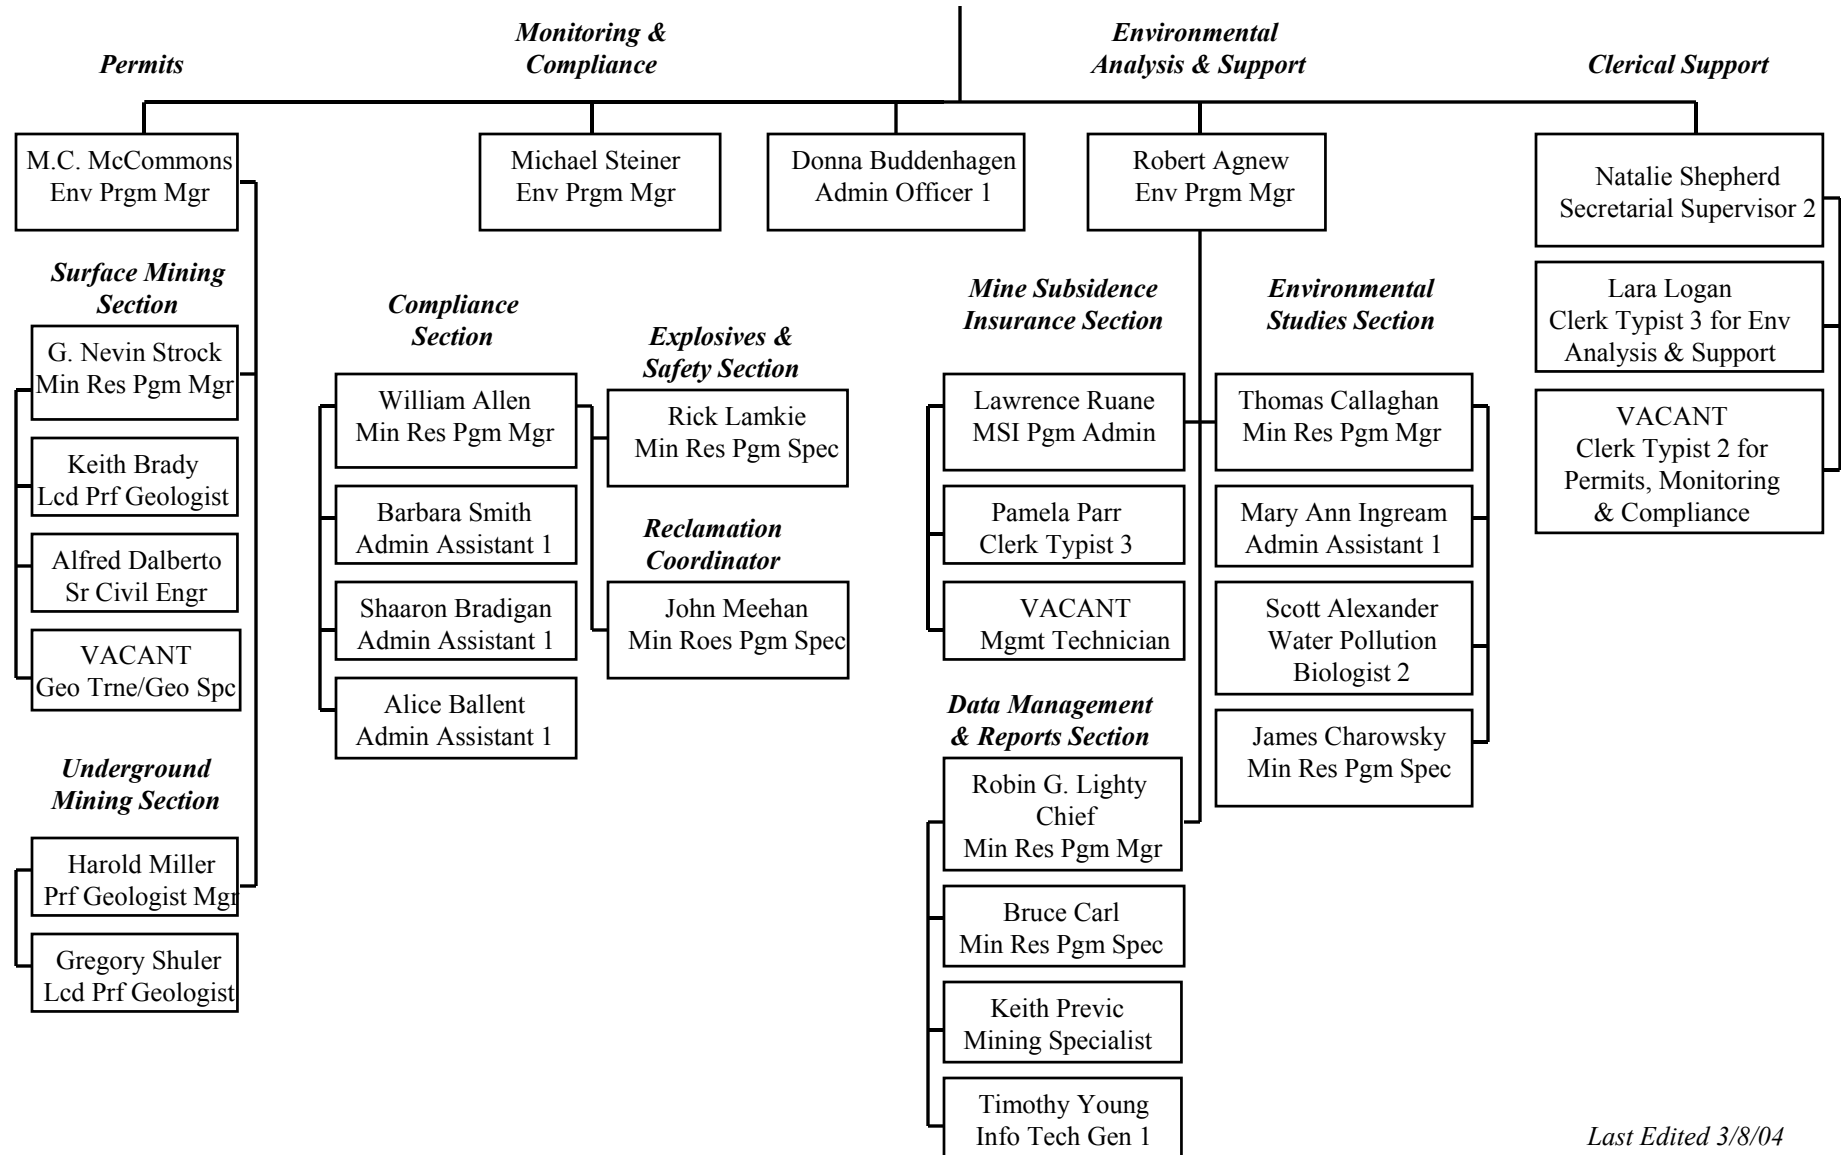 Permits
Monitoring &
Compliance
Environmental
Analysis & Support
Clerical Support
M.C. McCommons
Env Prgm Mgr
Michael Steiner
Env Prgm Mgr
Donna Buddenhagen
Admin Officer 1
Robert Agnew
Env Prgm Mgr
Natalie Shepherd
Secretarial Supervisor 2
Surface Mining
Section
G. Nevin Strock
Min Res Pgm Mgr
Keith Brady
Lcd Prf Geologist
Alfred Dalberto
Sr Civil Engr
VACANT
Geo Trne/Geo Spc
Underground
Mining Section
Harold Miller
Prf Geologist Mgr
Gregory Shuler
Lcd Prf Geologist
Compliance
Section
William Allen
Min Res Pgm Mgr
Barbara Smith
Admin Assistant 1
Shaaron Bradigan
Admin Assistant 1
Alice Ballent
Admin Assistant 1
Explosives &
Safety Section
Rick Lamkie
Min Res Pgm Spec
Reclamation
Coordinator
John Meehan
Min Roes Pgm Spec
Mine Subsidence
Insurance Section
Lawrence Ruane
MSI Pgm Admin
Pamela Parr
Clerk Typist 3
VACANT
Mgmt Technician
Data Management
& Reports Section
Robin G. Lighty
Chief
Min Res Pgm Mgr
Bruce Carl
Min Res Pgm Spec
Keith Previc
Mining Specialist
Timothy Young
Info Tech Gen 1
Environmental
Studies Section
Thomas Callaghan
Min Res Pgm Mgr
Mary Ann Ingream
Admin Assistant 1
Scott Alexander
Water Pollution
Biologist 2
James Charowsky
Min Res Pgm Spec
Lara Logan
Clerk Typist 3 for Env
Analysis & Support
VACANT
Clerk Typist 2 for
Permits, Monitoring
& Compliance
Last Edited 3/8/04